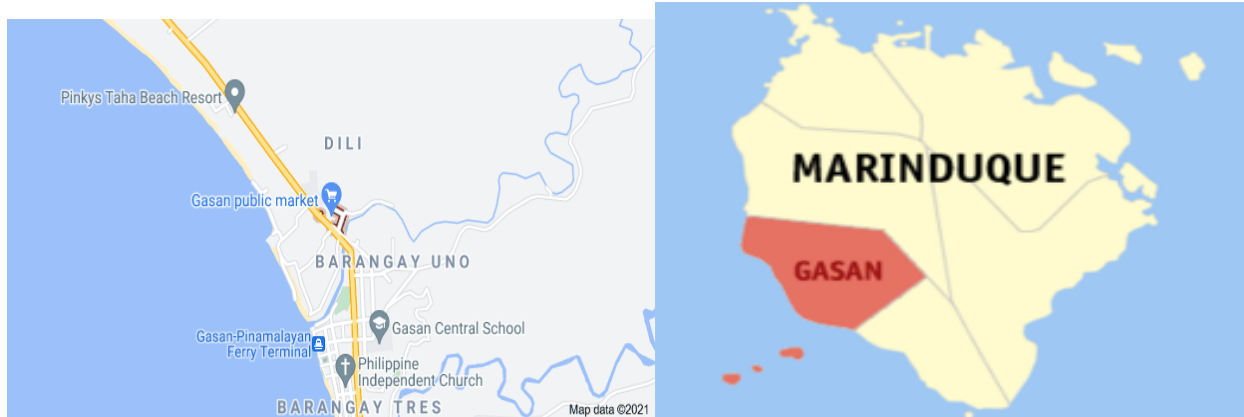 Pinkys Taha Beach Resort
DILI
Gasan public market
BARANGAY UNO
Gasan Central School
Gasan-Pinamalayan
Ferry Terminal
Philippine
Independent Church
BARANGAY TRES
Map data ©2021
MARINDUQUE
GASAN